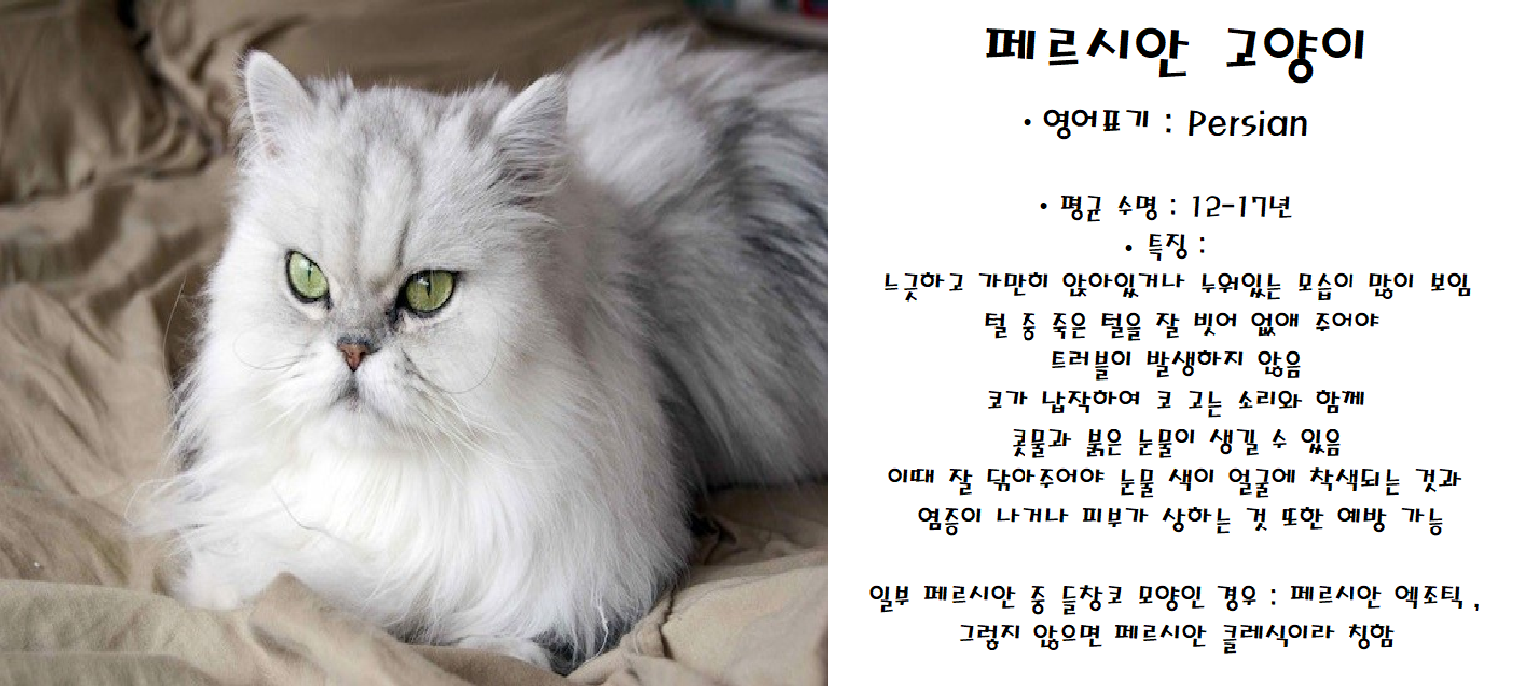 페르시안 고양이
• 영어표기 : Persian
• 평균 수명 : 12-17년
• 특징 :
느긋하고 가만히 앉아있거나 누워있는 모습이 많이 보임
털 중 죽은 털을 잘 빗어 없애 주어야
트러블이 발생하지 않음
코가 납작하여 코 고는 소리와 함께
콧물과 붉은 눈물이 생길 수 있음
이때 잘 닦아주어야 눈물 색이 얼굴에 착색되는 것과
염증이 나거나 피부가 상하는 것 또한 예방 가능
일부 페르시안 중 들창코 모양인 경우 : 페르시안 엑조틱 ,
그렇지 않으면 페르시안 클레식이라 칭함